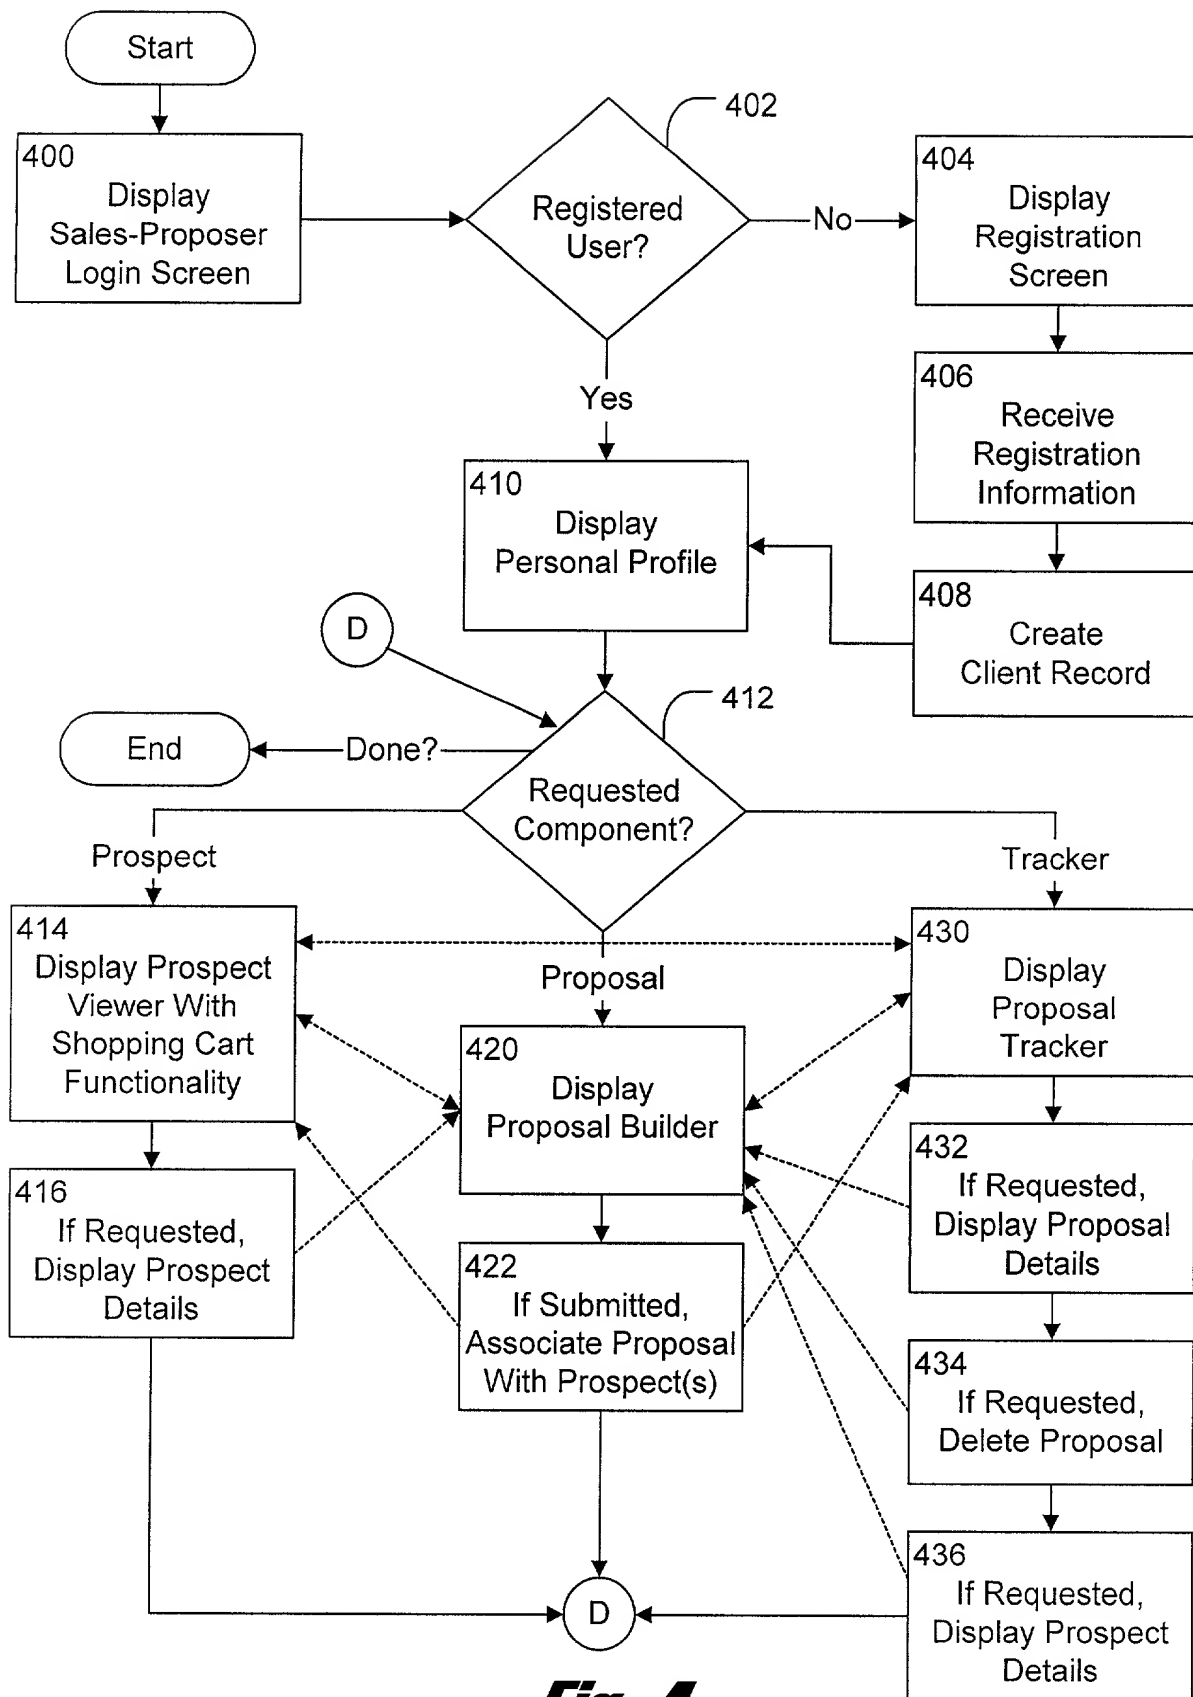 Start
402
400
Display
Sales-Proposer
Login Screen
Registered
User?
No
404
Display
Registration
Screen
Yes
406
Receive
Registration
Information
410
Display
Personal Profile
408
Create
Client Record
D
412
End
Done?
Requested
Component?
Prospect
Tracker
414
Display Prospect
Viewer With
Shopping Cart
Functionality
Proposal
430
Display
Proposal
Tracker
420
Display
Proposal Builder
416
If Requested,
Display Prospect
Details
432
If Requested,
Display Proposal
Details
422
If Submitted,
Associate Proposal
With Prospect(s)
434
If Requested,
Delete Proposal
436
If Requested,
Display Prospect
Details
D
Fig. 4